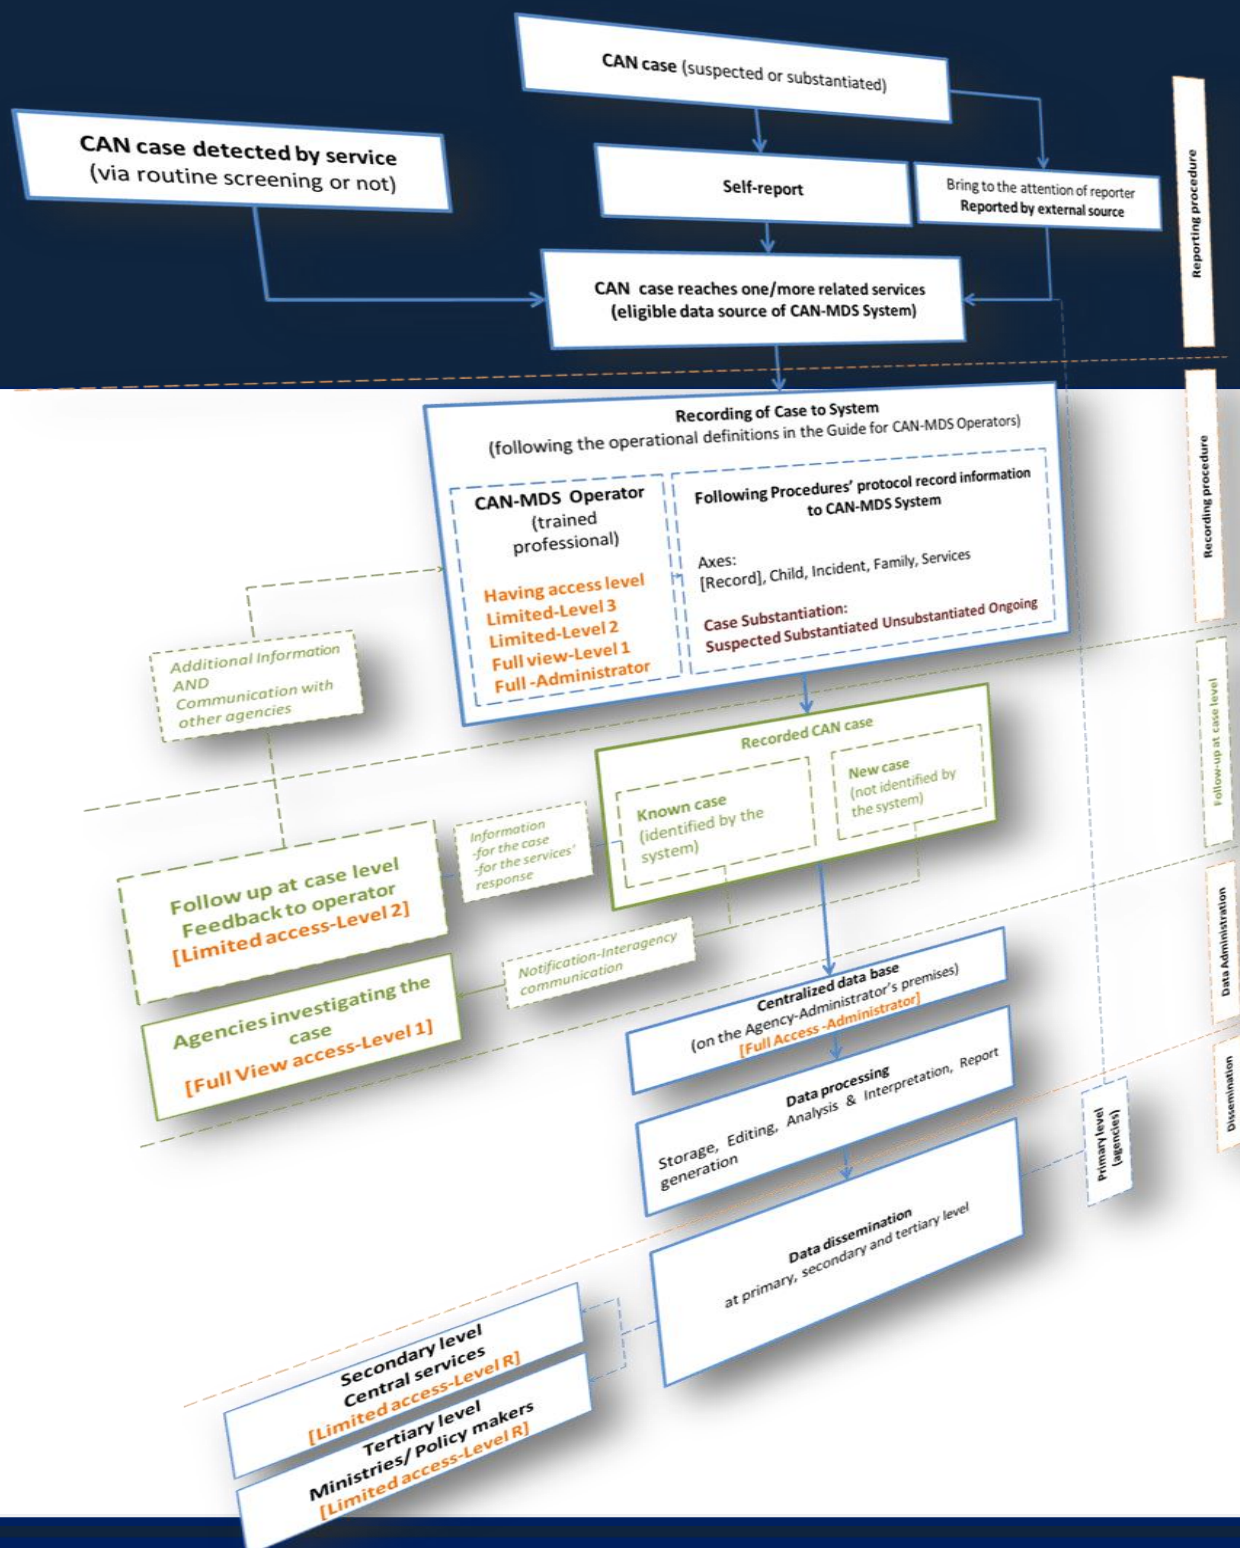 CAN case (suspected or substantiated)
CAN case detected by service
(via routine screening or not)
Self-report
Bring to the attention of reporter
Reported by external source
Reporting procedure
CAN case reaches one/more related services
(eligible data source of CAN-MDS System)
Recording of Case to System
(following the operational definitions in the Guide for CAN-MDS Operators)
CAN-MDS Operator
(trained
professional)
Having access level
Limited-Level 3
Limited-Level 2
Full view-Level 1
Full -Administrator
Following Procedures' protocol record information
to CAN-MDS System
Axes:
[Record], Child, Incident, Family, Services
Case Substantiation:
Suspected Substantiated Unsubstantiated Ongoing
Recording procedure
Additional Information
AND
Communication with
other agencies
Recorded CAN case
Known case
(identified by the
system)
New case
(not identified by
the system)
Follow-up at case level
Information
-for the case
-for the services'
response
Follow up at case level
Feedback to operator
[Limited access-Level 2]
Notification-Interagency
communication
Agencies investigating the
case
[Full View access-Level 1]
Centralized data base
(on the Agency-Administrator's premises)
[Full Access -Administrator]
Data Administration
Data processing
Storage, Editing, Analysis & Interpretation, Report
generation
Dissemination
Primary level
(agencies)
Data dissemination
at primary, secondary and tertiary level
Secondary level
Central services
[Limited access-Level R]
Tertiary level
Ministries/ Policy makers
[Limited access-Level R]